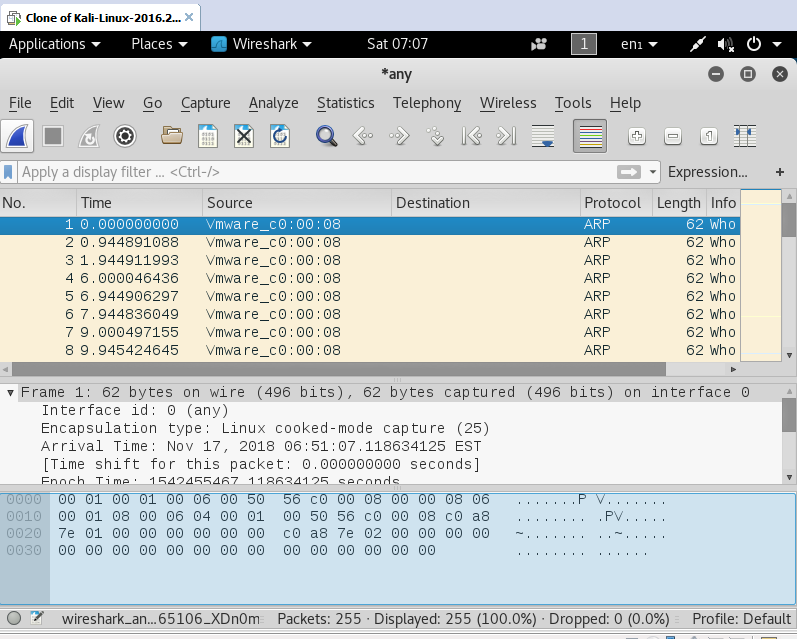 Clone of Kali-Linux-2016.2...
Applications Places Wireshark Sat 07:07 1 en1
*any
File Edit View Go Capture Analyze Statistics Telephony Wireless Tools Help
Apply a display filter ... <Ctrl-/> Expression... +
No. Time Source Destination Protocol Length Info
1 0.000000000 Vmware_c0:00:08 ARP 62 Who
2 0.944891088 Vmware_c0:00:08 ARP 62 Who
3 1.944911993 Vmware_c0:00:08 ARP 62 Who
4 6.000046436 Vmware_c0:00:08 ARP 62 Who
5 6.944906297 Vmware_c0:00:08 ARP 62 Who
6 7.944836049 Vmware_c0:00:08 ARP 62 Who
7 9.000497155 Vmware_c0:00:08 ARP 62 Who
8 9.945424645 Vmware_c0:00:08 ARP 62 Who
Frame 1: 62 bytes on wire (496 bits), 62 bytes captured (496 bits) on interface 0
Interface id: 0 (any)
Encapsulation type: Linux cooked-mode capture (25)
Arrival Time: Nov 17, 2018 06:51:07.118634125 EST
[Time shift for this packet: 0.000000000 seconds]
Epoch Time: 1542455467.118634125 seconds
0000 00 01 00 01 00 06 00 50 56 c0 00 08 00 00 08 06 .......P V.......
0010 00 01 08 00 06 04 00 01 00 50 56 c0 00 08 c0 a8 ........ .PV.....
0020 7e 01 00 00 00 00 00 00 c0 a8 7e 02 00 00 00 00 ~....... ..~.....
0030 00 00 00 00 00 00 00 00 00 00 00 00 00 00 ........ ......
wireshark_an...65106_XDn0m Packets: 255 · Displayed: 255 (100.0%) · Dropped: 0 (0.0%) Profile: Default